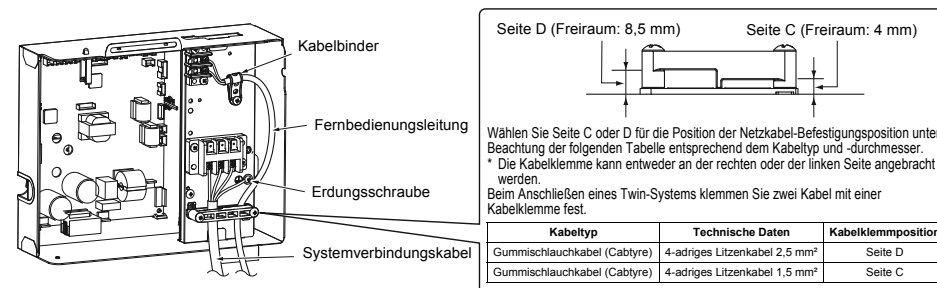 Kabelbinder
Fernbedienungsleitung
Erdungsschraube
Systemverbindungskabel
Seite D (Freiraum: 8,5 mm)
Seite C (Freiraum: 4 mm)
Wählen Sie Seite C oder D für die Position der Netzkabel-Befestigungsposition unter
Beachtung der folgenden Tabelle entsprechend dem Kabeltyp und -durchmesser.
* Die Kabelklemme kann entweder an der rechten oder der linken Seite angebracht
werden.
Beim Anschließen eines Twin-Systems klemmen Sie zwei Kabel mit einer
Kabelklemme fest.
Kabeltyp Technische Daten Kabelklemmposition
Gummischlauchkabel (Cabtyre) 4-adriges Litzenkabel 2,5 mm² Seite D
Gummischlauchkabel (Cabtyre) 4-adriges Litzenkabel 1,5 mm² Seite C